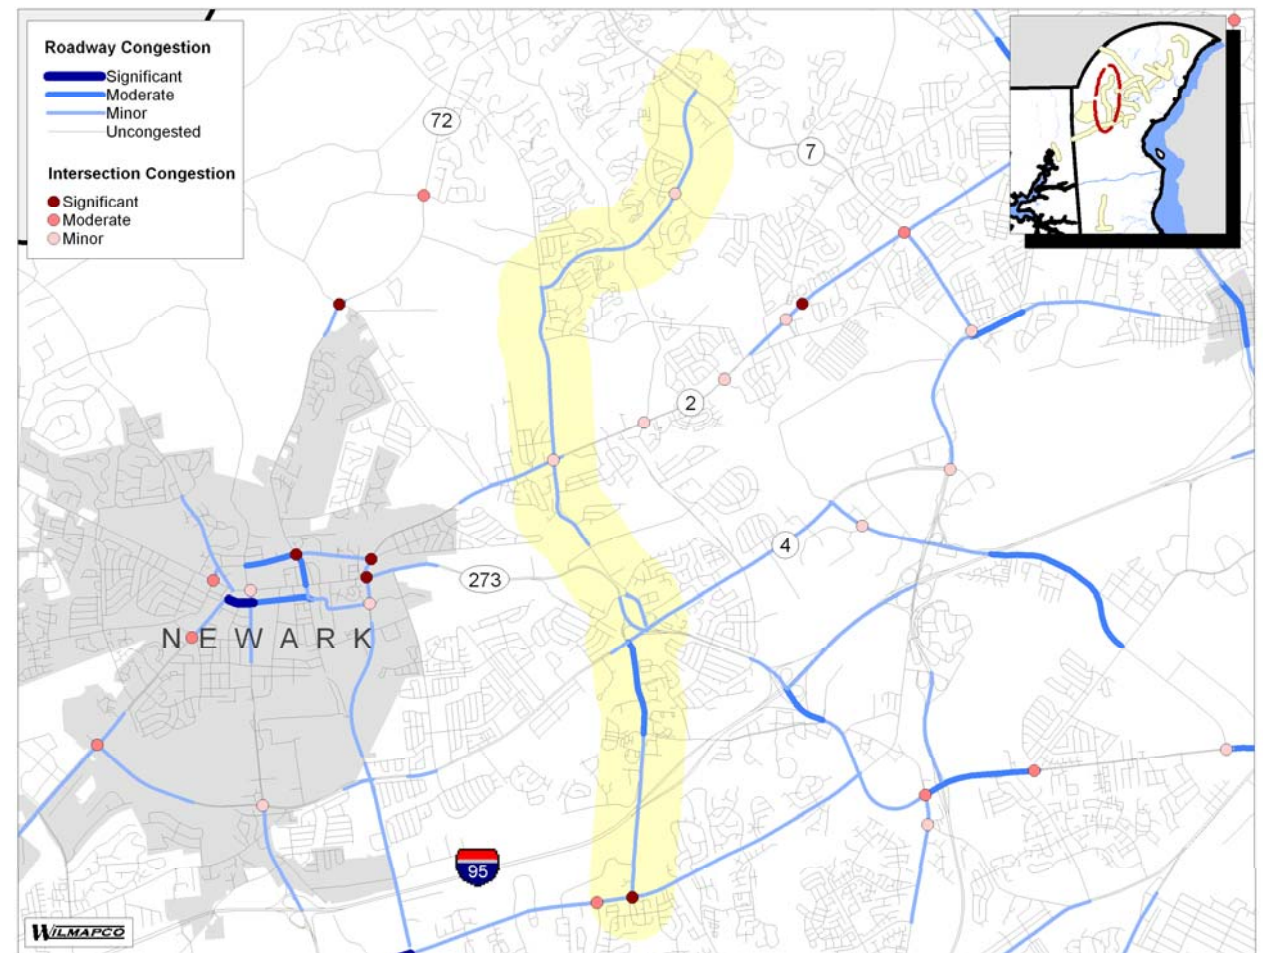 Roadway Congestion
Significant
Moderate
Minor
Uncongested
Intersection Congestion
Significant
Moderate
Minor
72
7
2
4
273
NEWARK
95
WILMAPCO